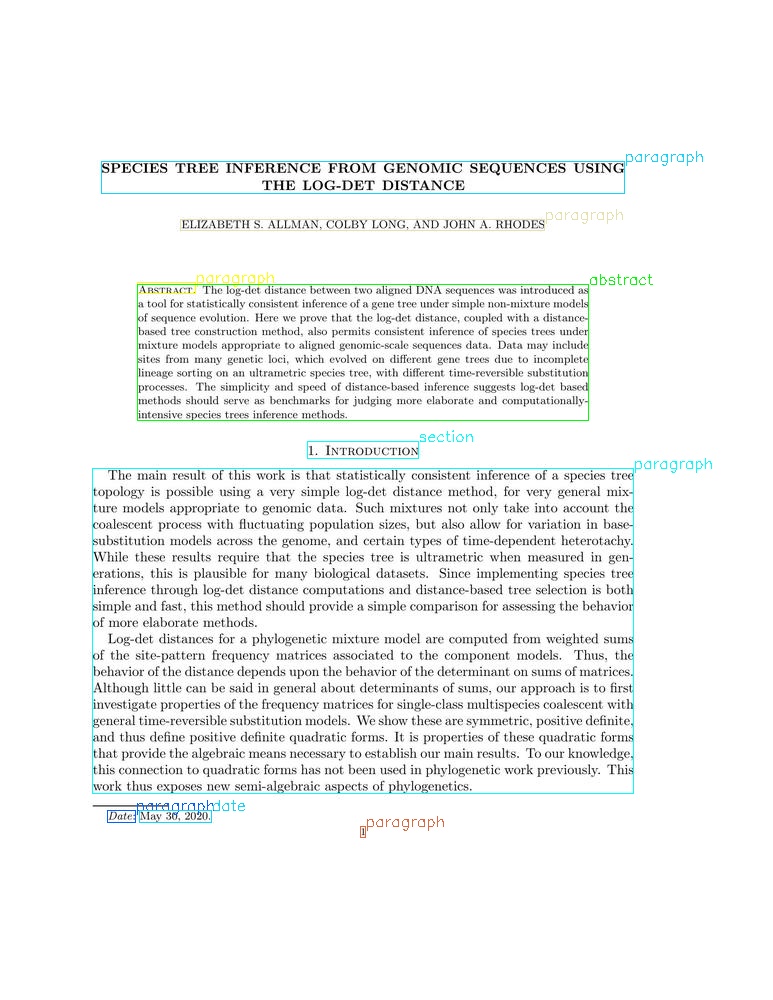 SPECIES TREE INFERENCE FROM GENOMIC SEQUENCES USING paragraph
THE LOG-DET DISTANCE
ELIZABETH S. ALLMAN, COLBY LONG, AND JOHN A. RHODES paragraph
paragraph abstract
Abstract. The log-det distance between two aligned DNA sequences was introduced as
a tool for statistically consistent inference of a gene tree under simple non-mixture models
of sequence evolution. Here we prove that the log-det distance, coupled with a distance-
based tree construction method, also permits consistent inference of species trees under
mixture models appropriate to aligned genomic-scale sequences data. Data may include
sites from many genetic loci, which evolved on different gene trees due to incomplete
lineage sorting on an ultrametric species tree, with different time-reversible substitution
processes. The simplicity and speed of distance-based inference suggests log-det based
methods should serve as benchmarks for judging more elaborate and computationally-
intensive species trees inference methods.
1. Introduction section
paragraph
The main result of this work is that statistically consistent inference of a species tree
topology is possible using a very simple log-det distance method, for very general mix-
ture models appropriate to genomic data. Such mixtures not only take into account the
coalescent process with fluctuating population sizes, but also allow for variation in base-
substitution models across the genome, and certain types of time-dependent heterotachy.
While these results require that the species tree is ultrametric when measured in gen-
erations, this is plausible for many biological datasets. Since implementing species tree
inference through log-det distance computations and distance-based tree selection is both
simple and fast, this method should provide a simple comparison for assessing the behavior
of more elaborate methods.
Log-det distances for a phylogenetic mixture model are computed from weighted sums
of the site-pattern frequency matrices associated to the component models. Thus, the
behavior of the distance depends upon the behavior of the determinant on sums of matrices.
Although little can be said in general about determinants of sums, our approach is to first
investigate properties of the frequency matrices for single-class multispecies coalescent with
general time-reversible substitution models. We show these are symmetric, positive definite,
and thus define positive definite quadratic forms. It is properties of these quadratic forms
that provide the algebraic means necessary to establish our main results. To our knowledge,
this connection to quadratic forms has not been used in phylogenetic work previously. This
work thus exposes new semi-algebraic aspects of phylogenetics.
paragraph date
Date: May 30, 2020.
1 paragraph